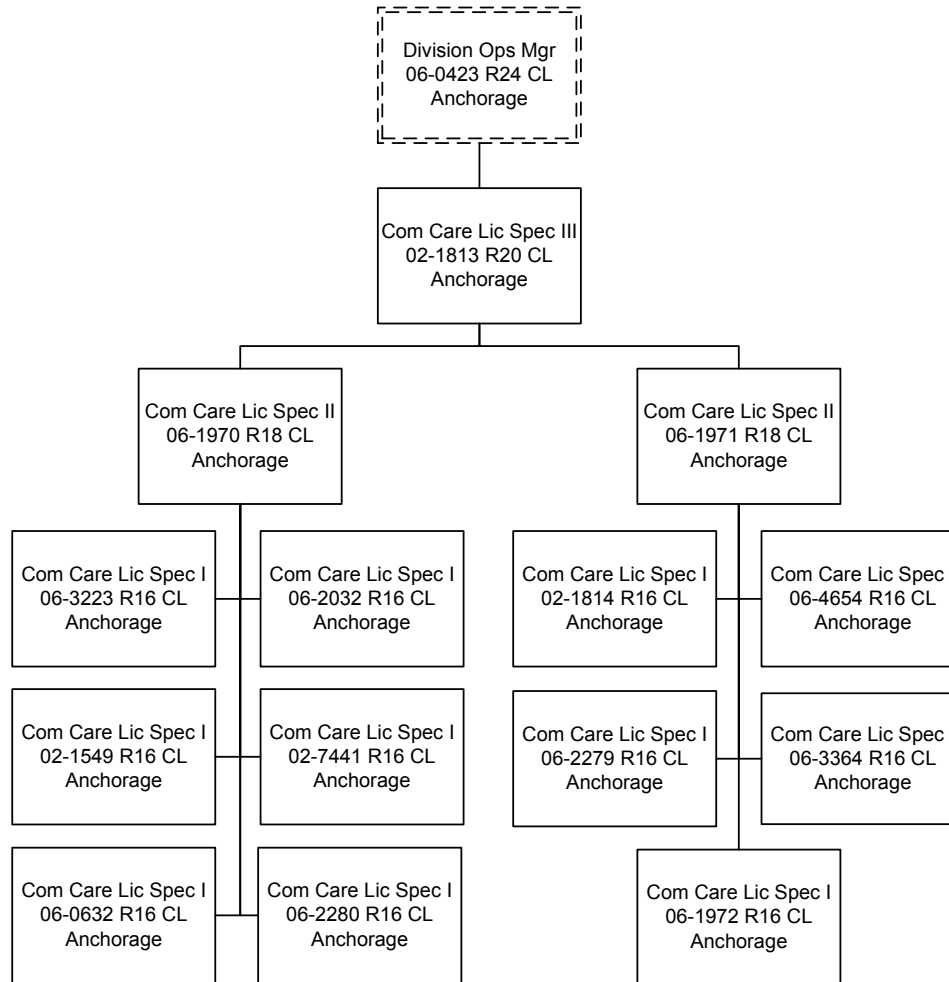 Division Ops Mgr
06-0423 R24 CL
Anchorage
Com Care Lic Spec III
02-1813 R20 CL
Anchorage
Com Care Lic Spec II
06-1970 R18 CL
Anchorage
Com Care Lic Spec II
06-1971 R18 CL
Anchorage
Com Care Lic Spec I
06-3223 R16 CL
Anchorage
Com Care Lic Spec I
06-2032 R16 CL
Anchorage
Com Care Lic Spec I
02-1814 R16 CL
Anchorage
Com Care Lic Spec
06-4654 R16 CL
Anchorage
Com Care Lic Spec I
02-1549 R16 CL
Anchorage
Com Care Lic Spec I
02-7441 R16 CL
Anchorage
Com Care Lic Spec I
06-2279 R16 CL
Anchorage
Com Care Lic Spec
06-3364 R16 CL
Anchorage
Com Care Lic Spec I
06-0632 R16 CL
Anchorage
Com Care Lic Spec I
06-2280 R16 CL
Anchorage
Com Care Lic Spec I
06-1972 R16 CL
Anchorage